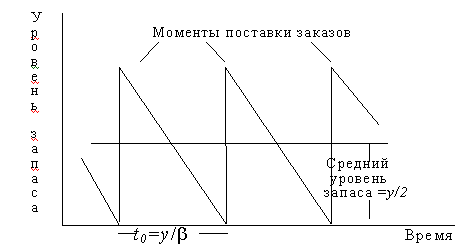 Уровень запаса
Моменты поставки заказов
Средний
уровень
запаса =y/2
t₀=y/β
Время